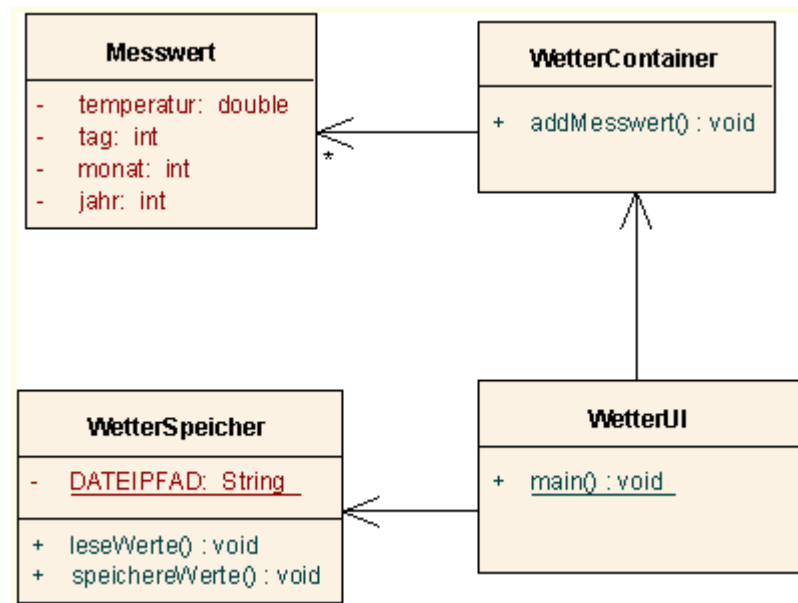 Messwert
- temperatur: double
- tag: int
- monat: int
- jahr: int
*
WetterContainer
+ addMesswert() : void
WetterSpeicher
- DATEIPFAD: String
+ leseWerte() : void
+ speichereWerte() : void
WetterUI
+ main() : void